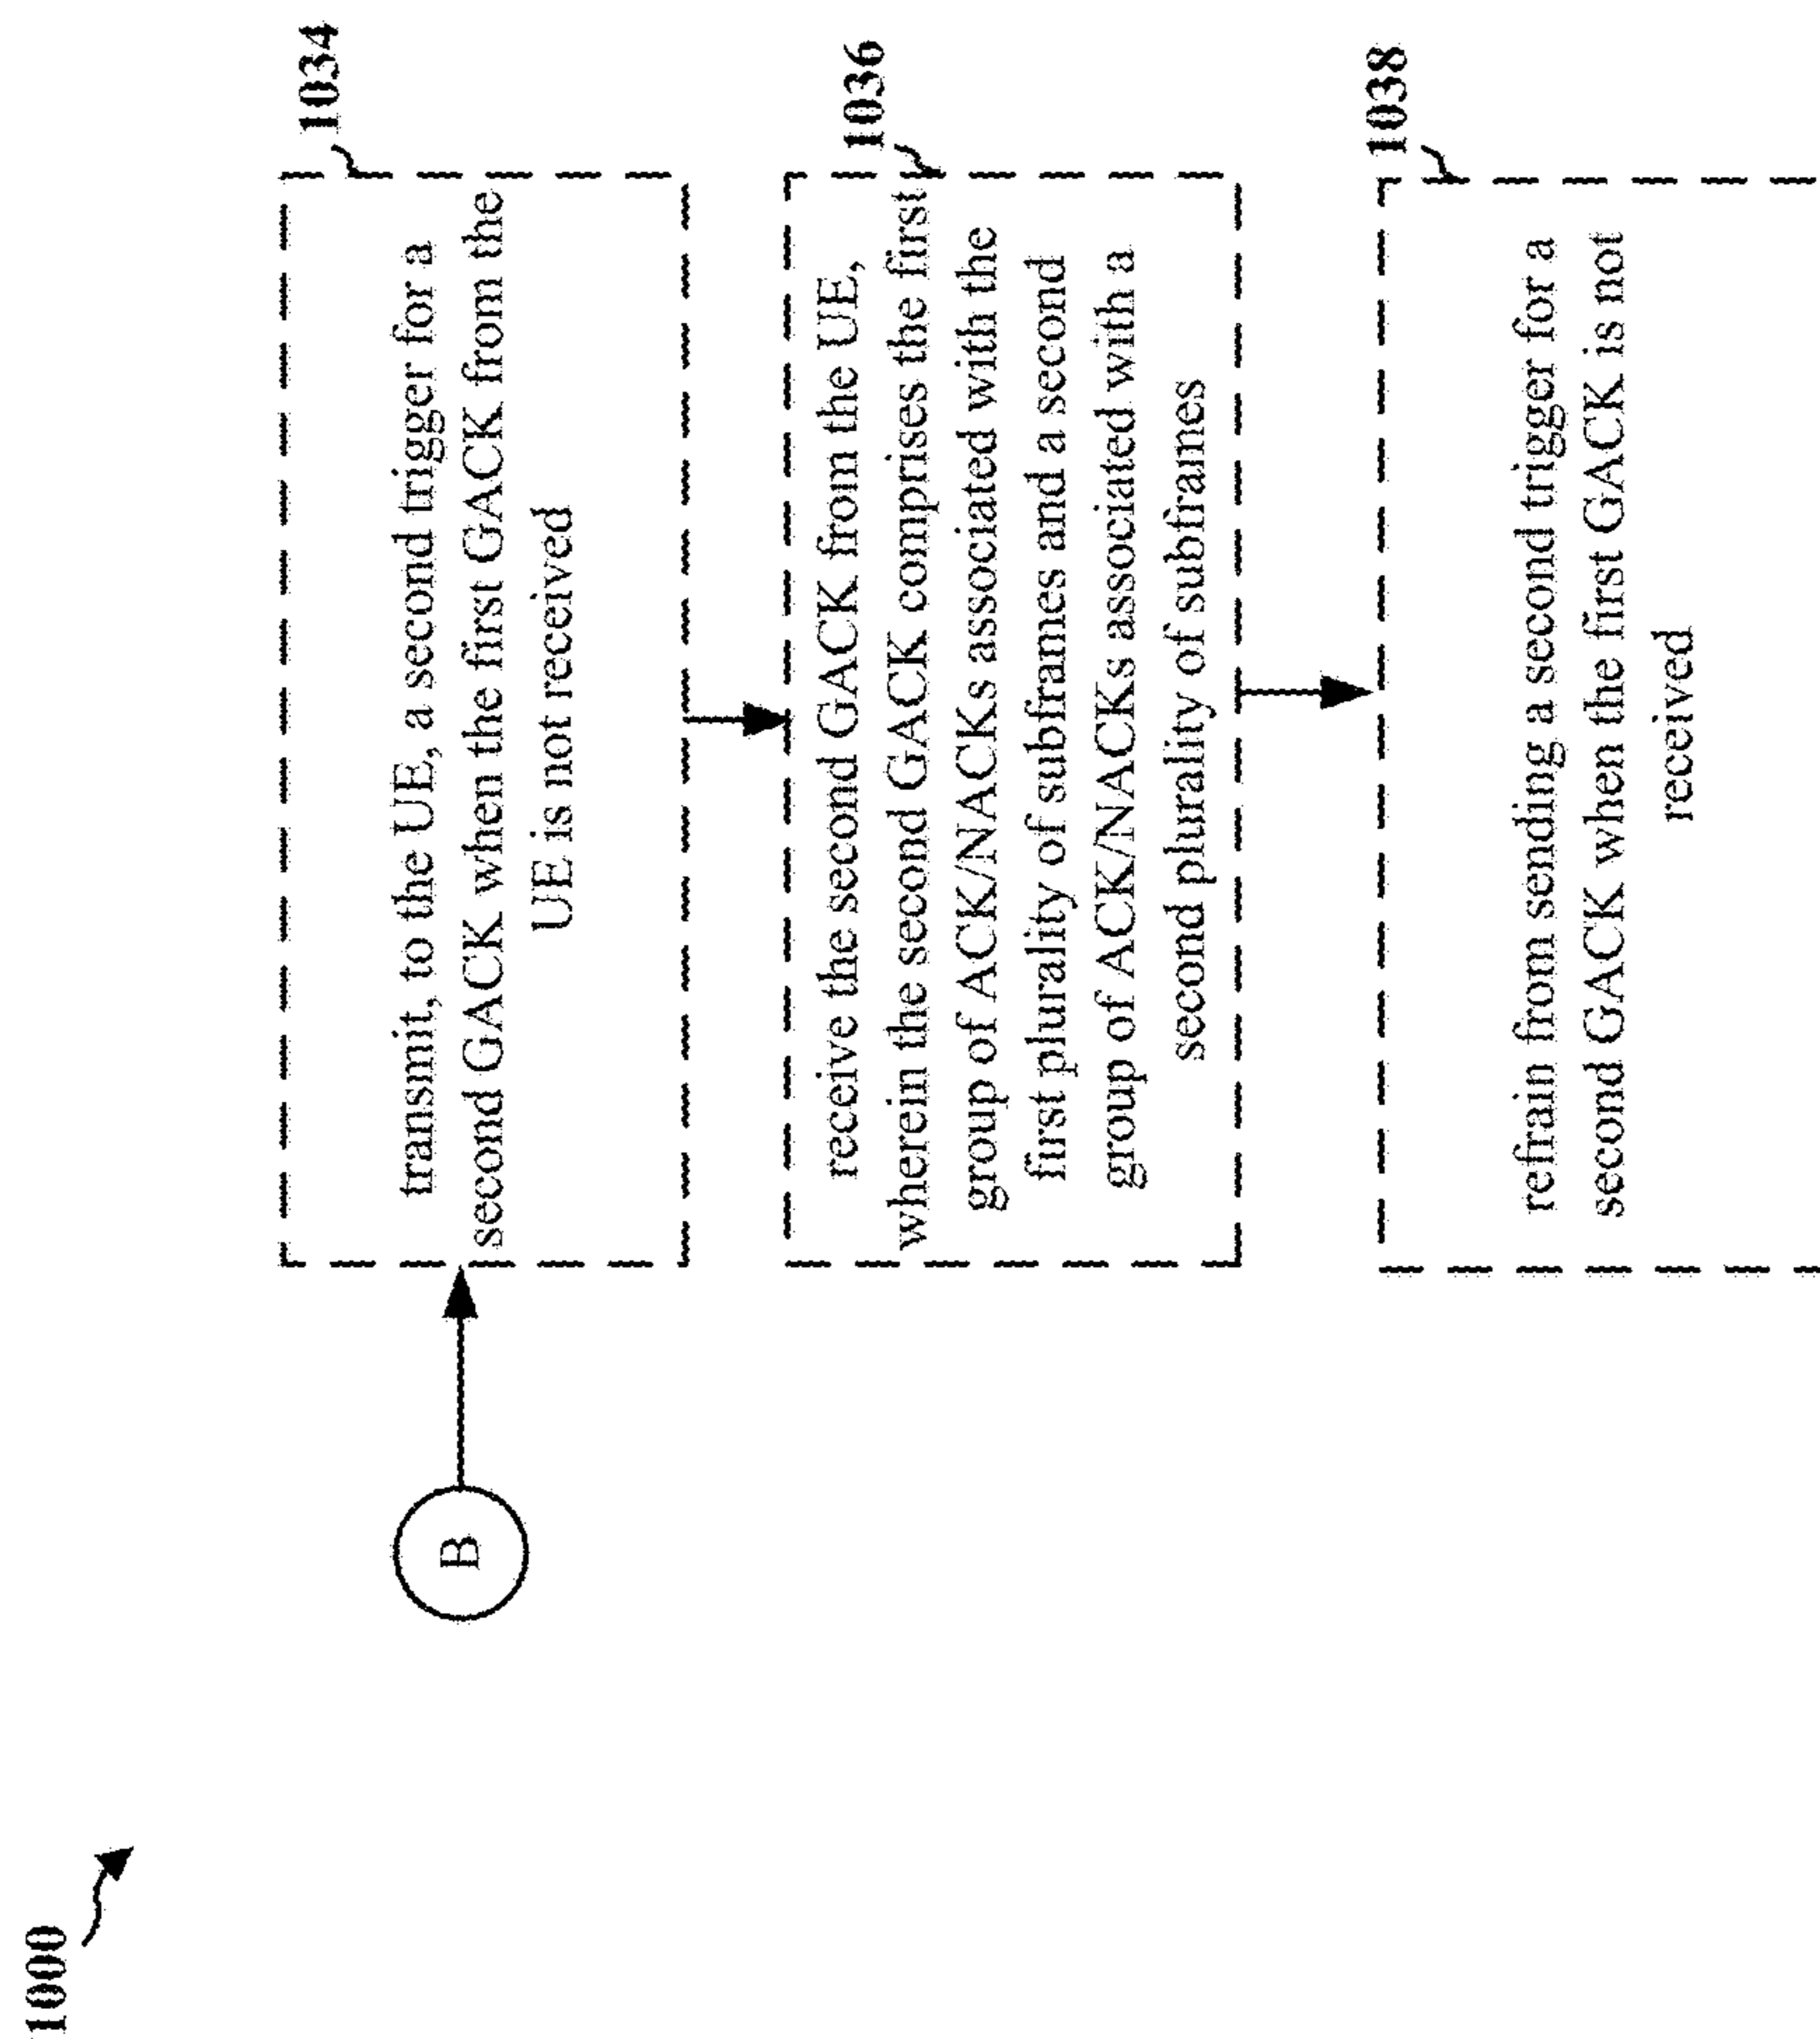 1000
B
1034
transmit, to the UE, a second trigger for a
second GACK when the first GACK from the
UE is not received
1036
receive the second GACK from the UE,
wherein the second GACK comprises the first
group of ACK/NACKs associated with the
first plurality of subframes and a second
group of ACK/NACKs associated with a
second plurality of subframes
1038
refrain from sending a second trigger for a
second GACK when the first GACK is not
received